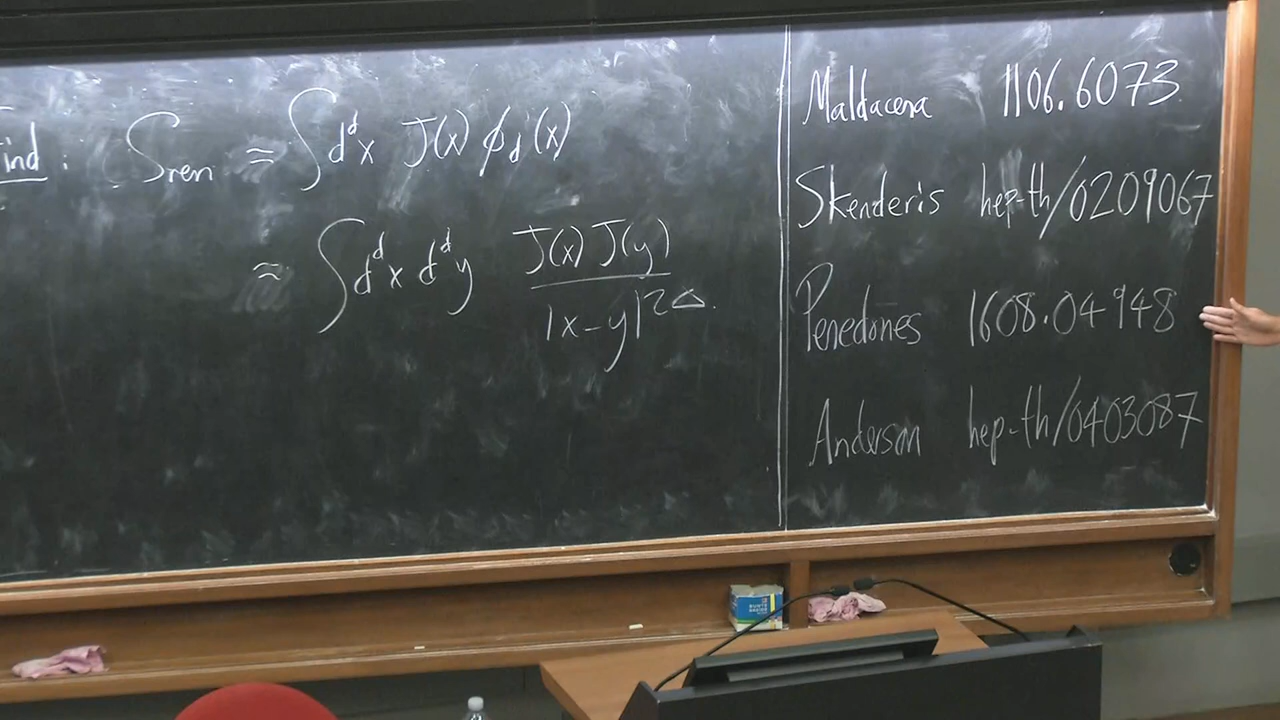 ind : S_ren ≈ ∫ d^d x J(x) ϕ_d(x)
≈ ∫ d^d x d^d y J(x) J(y) / |x-y|^{2Δ}.
Maldacena 1106.6073
Skenderis hep-th/0209067
Penedones 1608.04948
Anderson hep-th/0403087